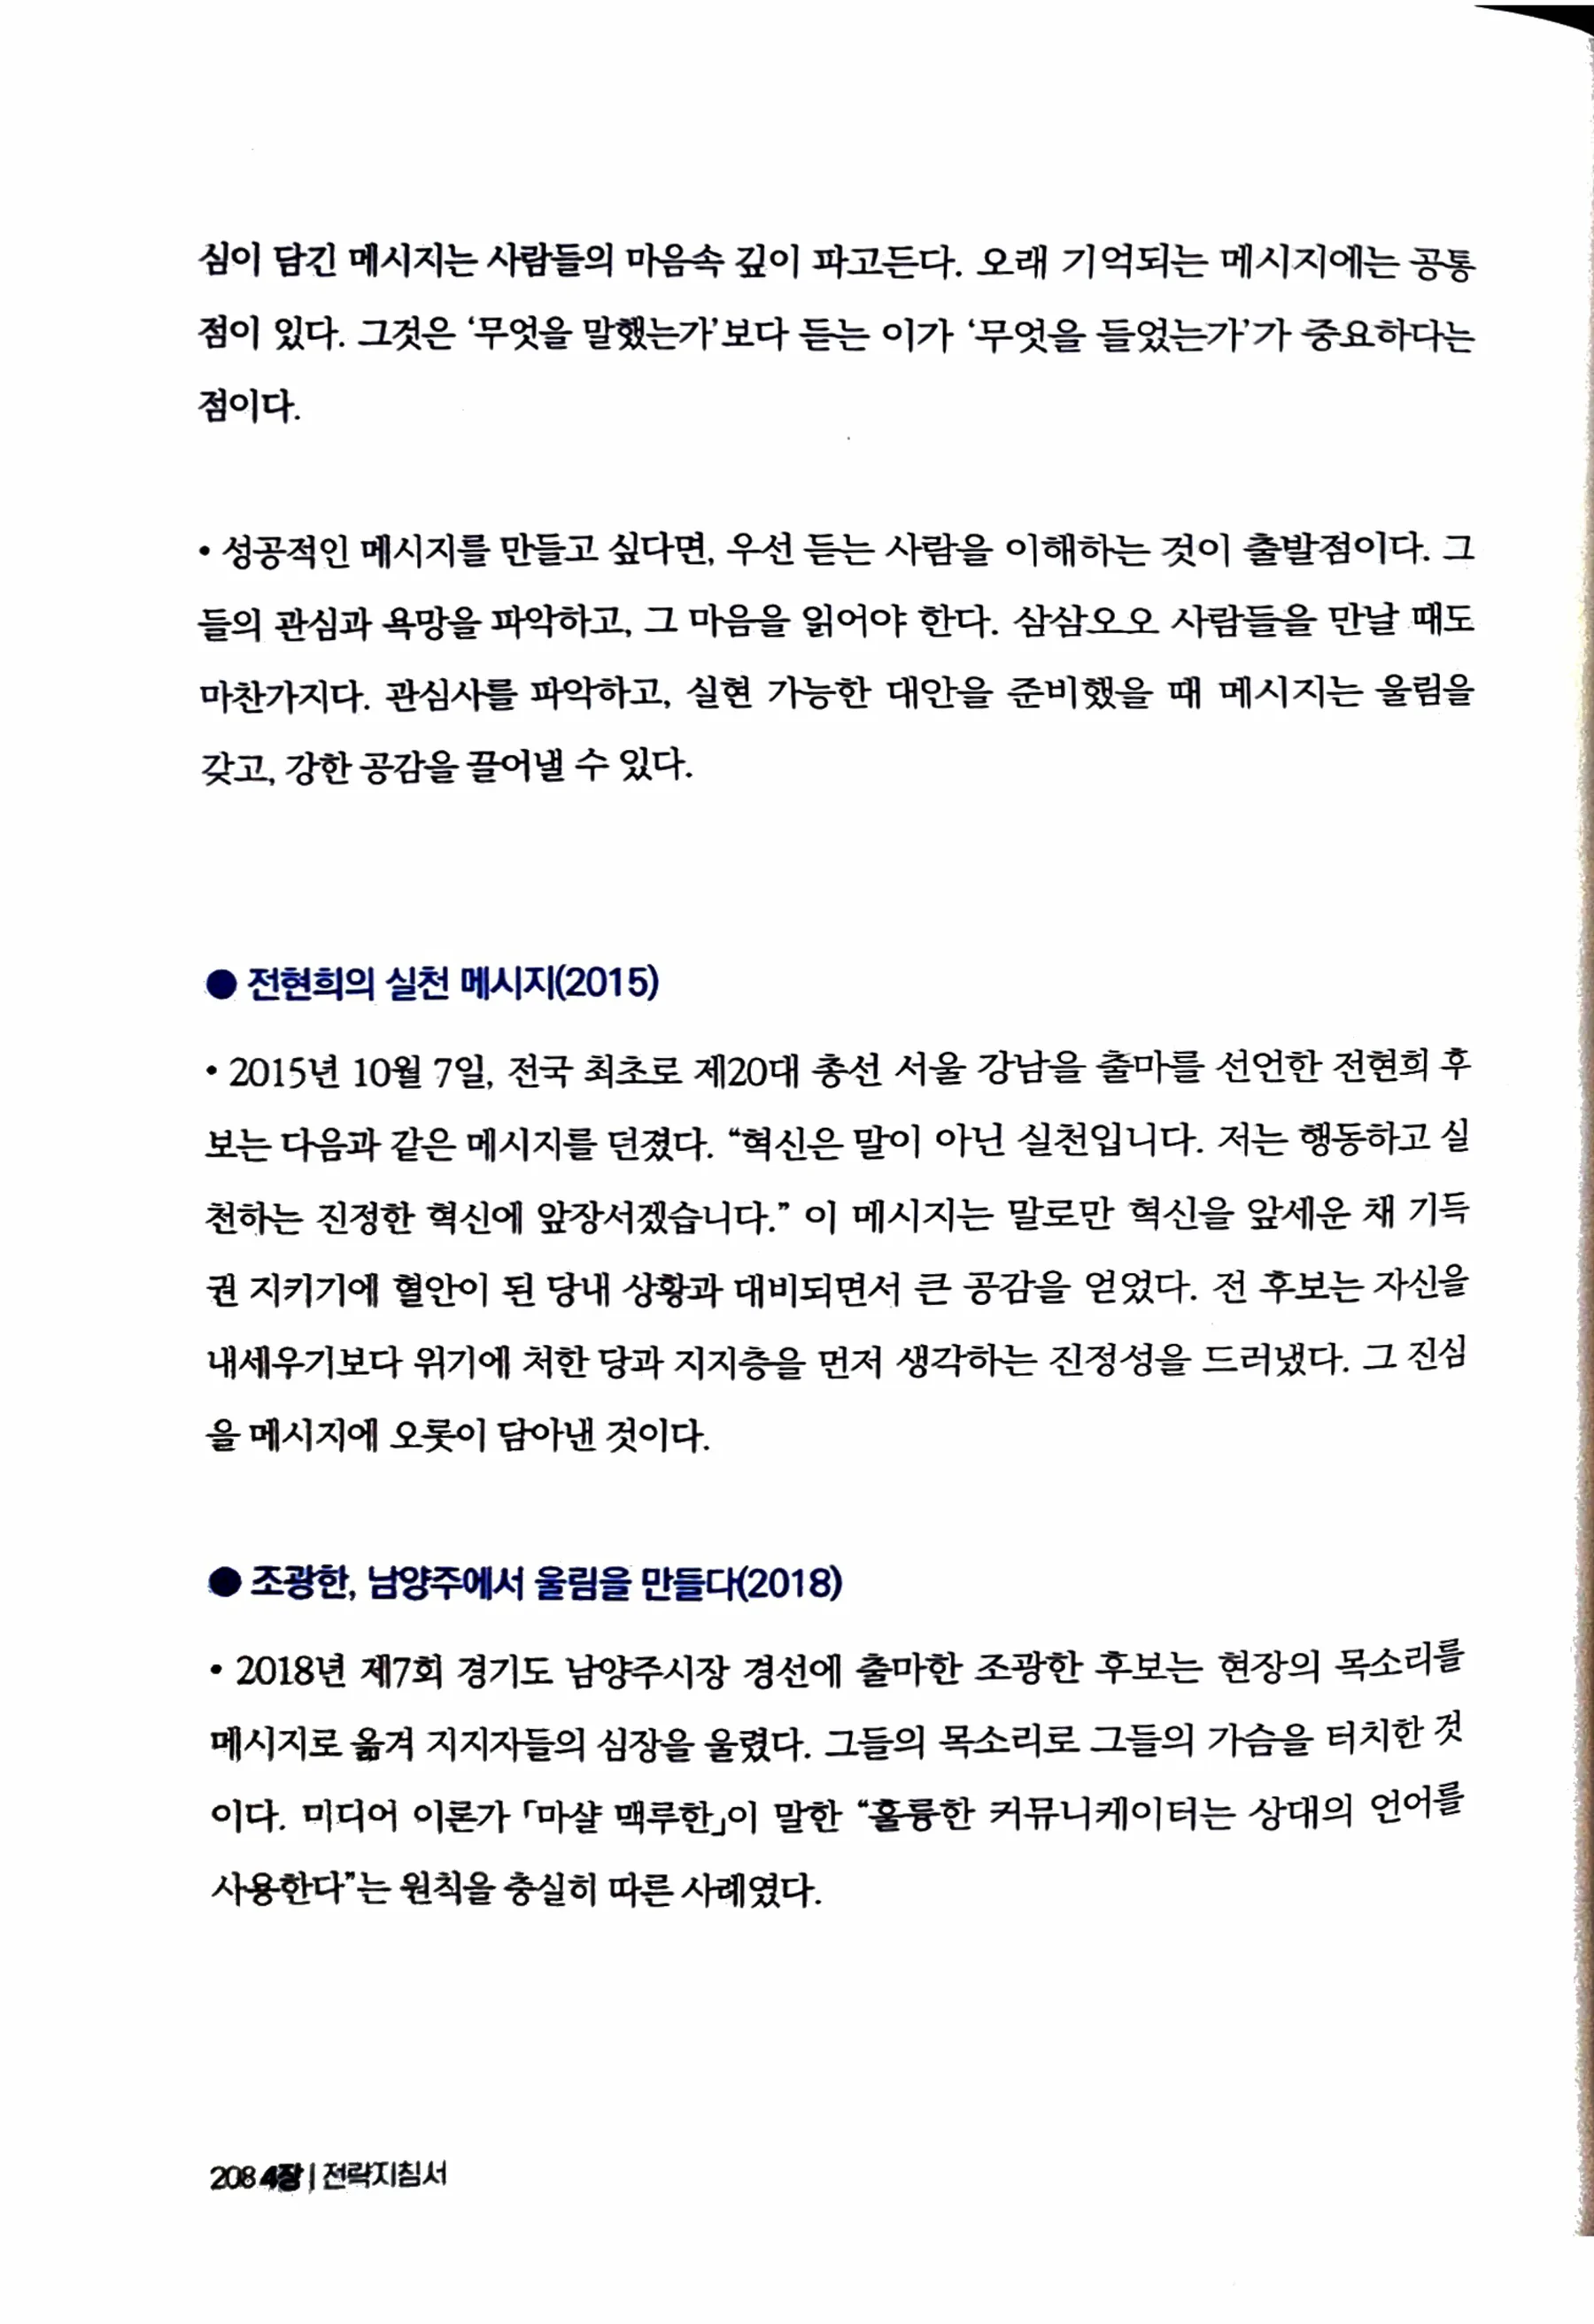 심이 담긴 메시지는 사람들의 마음속 깊이 파고든다. 오래 기억되는 메시지에는 공통
점이 있다. 그것은 ‘무엇을 말했는가’보다 듣는 이가 ‘무엇을 들었는가’가 중요하다는
점이다.
• 성공적인 메시지를 만들고 싶다면, 우선 듣는 사람을 이해하는 것이 출발점이다. 그
들의 관심과 욕망을 파악하고, 그 마음을 읽어야 한다. 삼삼오오 사람들을 만날 때도
마찬가지다. 관심사를 파악하고, 실현 가능한 대안을 준비했을 때 메시지는 울림을
갖고, 강한 공감을 끌어낼 수 있다.
● 전현희의 실천 메시지(2015)
• 2015년 10월 7일, 전국 최초로 제20대 총선 서울 강남을 출마를 선언한 전현희 후
보는 다음과 같은 메시지를 던졌다. “혁신은 말이 아닌 실천입니다. 저는 행동하고 실
천하는 진정한 혁신에 앞장서겠습니다.” 이 메시지는 말로만 혁신을 앞세운 채 기득
권 지키기에 혈안이 된 당내 상황과 대비되면서 큰 공감을 얻었다. 전 후보는 자신을
내세우기보다 위기에 처한 당과 지지층을 먼저 생각하는 진정성을 드러냈다. 그 진심
을 메시지에 오롯이 담아낸 것이다.
● 조광한, 남양주에서 울림을 만들다(2018)
• 2018년 제7회 경기도 남양주시장 경선에 출마한 조광한 후보는 현장의 목소리를
메시지로 옮겨 지지자들의 심장을 울렸다. 그들의 목소리로 그들의 가슴을 터치한 것
이다. 미디어 이론가 「마샬 맥루한」이 말한 “훌륭한 커뮤니케이터는 상대의 언어를
사용한다”는 원칙을 충실히 따른 사례였다.
208 4장 | 전략지침서